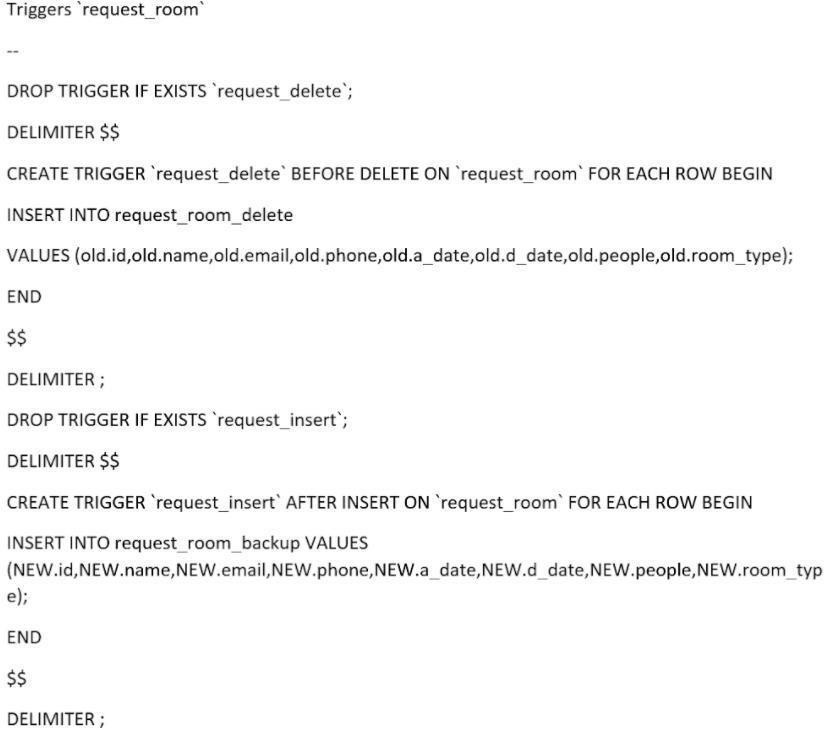 Triggers `request_room`
--
DROP TRIGGER IF EXISTS `request_delete`;
DELIMITER $$
CREATE TRIGGER `request_delete` BEFORE DELETE ON `request_room` FOR EACH ROW BEGIN
INSERT INTO request_room_delete
VALUES (old.id,old.name,old.email,old.phone,old.a_date,old.d_date,old.people,old.room_type);
END
$$
DELIMITER ;
DROP TRIGGER IF EXISTS `request_insert`;
DELIMITER $$
CREATE TRIGGER `request_insert` AFTER INSERT ON `request_room` FOR EACH ROW BEGIN
INSERT INTO request_room_backup VALUES
(NEW.id,NEW.name,NEW.email,NEW.phone,NEW.a_date,NEW.d_date,NEW.people,NEW.room_typ
e);
END
$$
DELIMITER ;